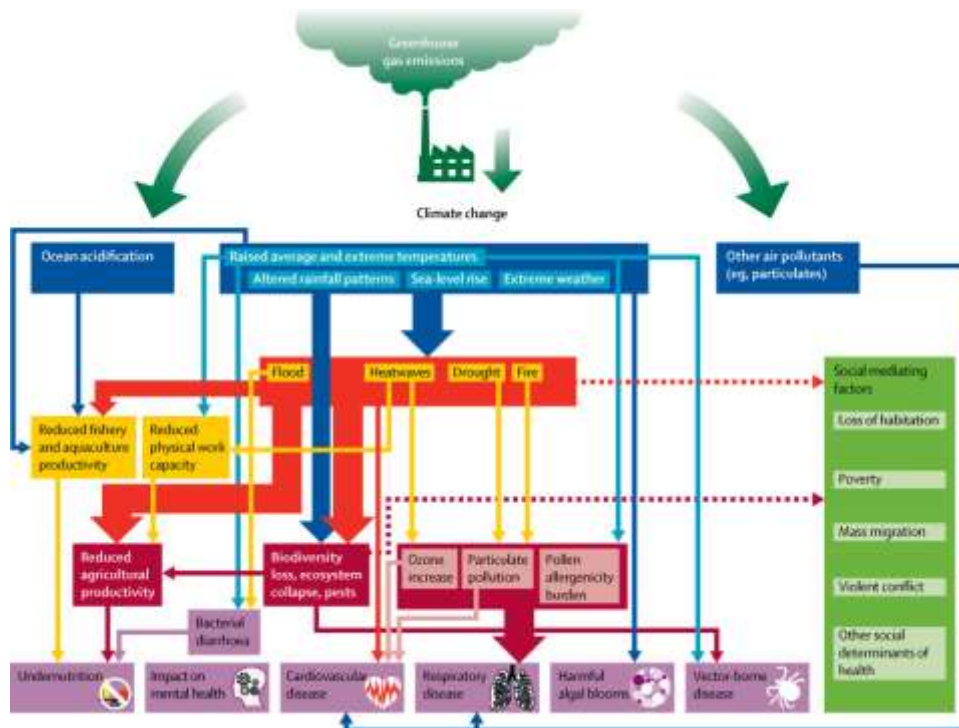 Greenhouse
gas emissions
Climate change
Ocean acidification
Raised average and extreme temperatures
Altered rainfall patterns
Sea-level rise
Extreme weather
Other air pollutants
(eg, particulates)
Flood
Heatwaves
Drought
Fire
Social mediating
factors
Loss of habitation
Poverty
Mass migration
Violent conflict
Other social
determinants of
health
Reduced fishery
and aquaculture
productivity
Reduced
physical work
capacity
Reduced
agricultural
productivity
Biodiversity
loss, ecosystem
collapse, pests
Ozone
increase
Particulate
pollution
Pollen
allergenicity
burden
Bacterial
diarrhoea
Undernutrition
Impact on
mental health
Cardiovascular
disease
Respiratory
disease
Harmful
algal blooms
Vector-borne
disease